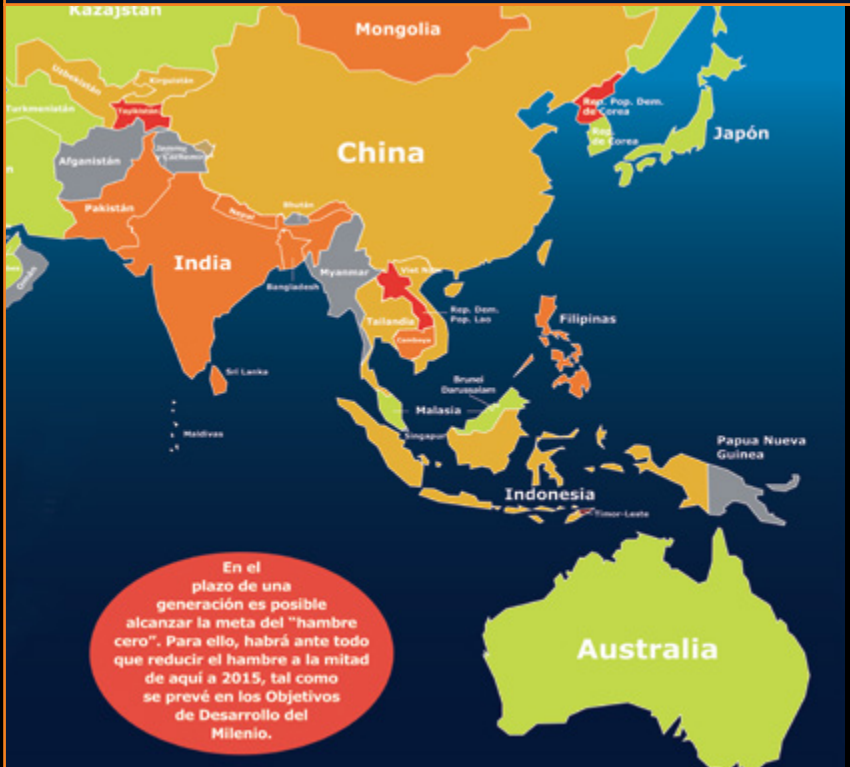 Kazajstán
Mongolia
Uzbekistán
Kirguistán
Turkmenistán
Tayikistán
Rep. Pop. Dem.
de Corea
Rep.
de Corea
Japón
Afganistán
Jammu
y Cachemira
China
n
Pakistán
Nepal
Bhután
India
Myanmar
Viet Nam
Omán
Bangladesh
Rep. Dem.
Pop. Lao
Tailandia
Filipinas
Camboya
Sri Lanka
Brunei
Darussalam
Malasia
Maldivas
Singapur
Papua Nueva
Guinea
Indonesia
Timor-Leste
En el
plazo de una
generación es posible
alcanzar la meta del “hambre
cero”. Para ello, habrá ante todo
que reducir el hambre a la mitad
de aquí a 2015, tal como
se prevé en los Objetivos
de Desarrollo del
Milenio.
Australia